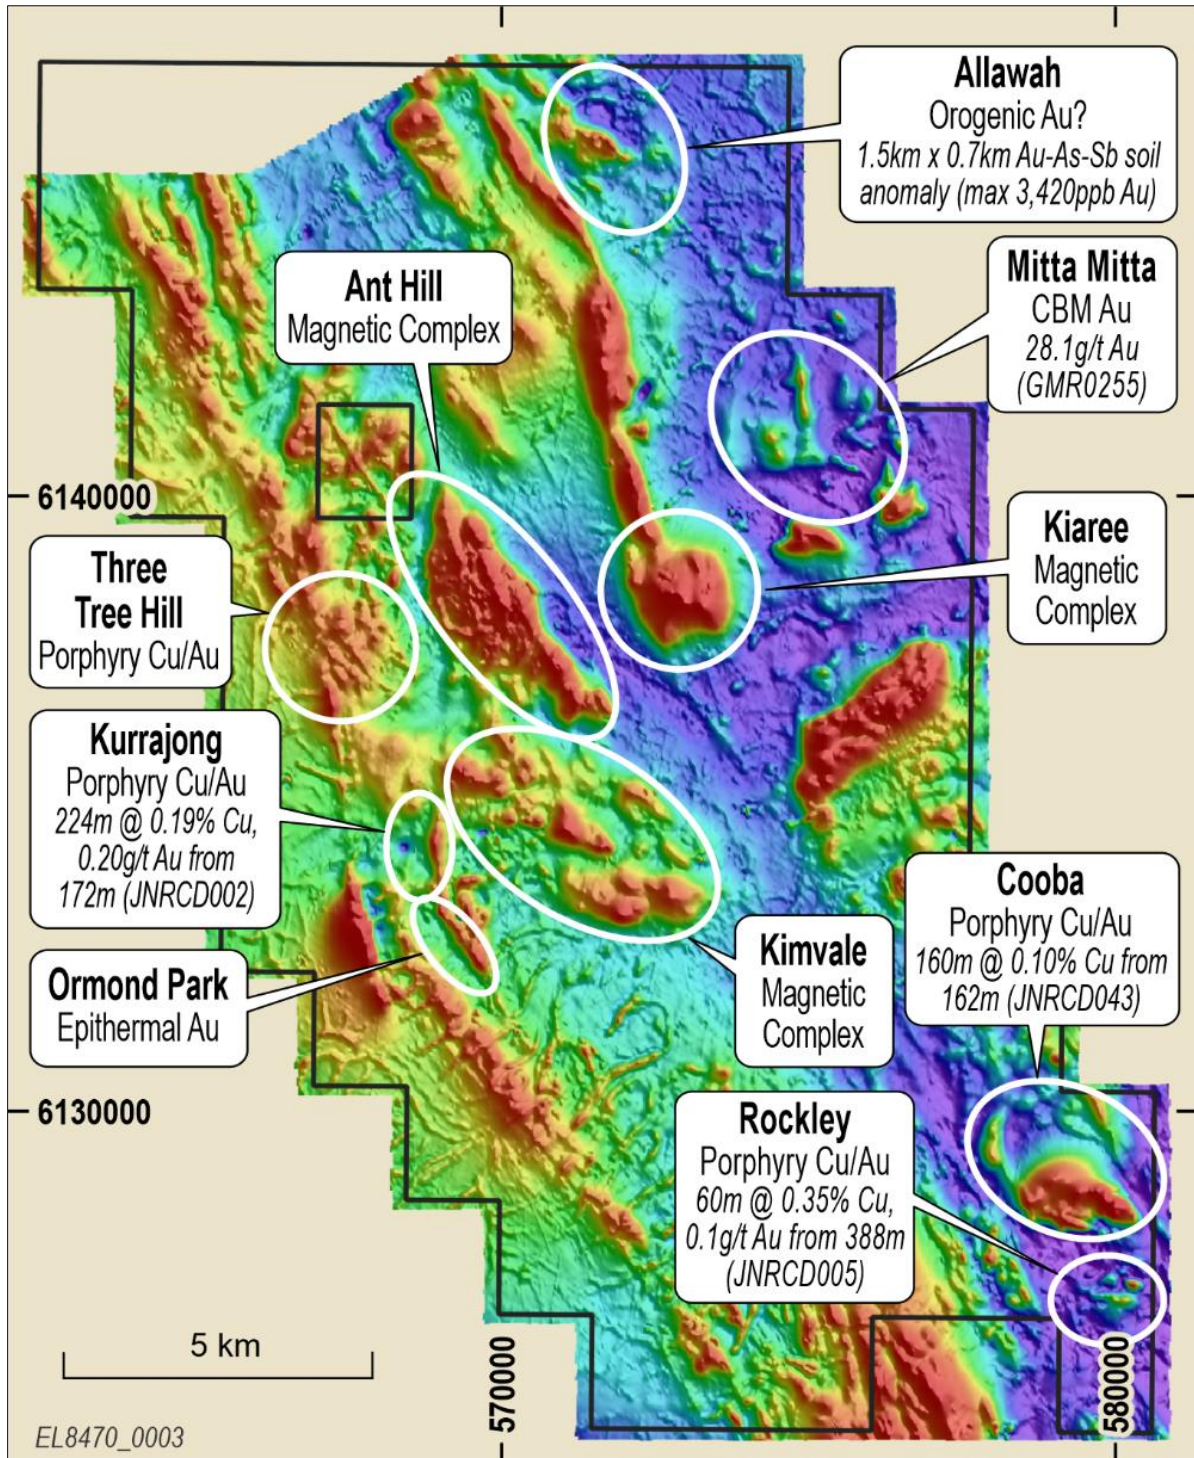 Allawah
Orogenic Au?
1.5km x 0.7km Au-As-Sb soil
anomaly (max 3,420ppb Au)
Mitta Mitta
CBM Au
28.1g/t Au
(GMR0255)
Ant Hill
Magnetic Complex
6140000
Kiaree
Magnetic
Complex
Three
Tree Hill
Porphyry Cu/Au
Kurrajong
Porphyry Cu/Au
224m @ 0.19% Cu,
0.20g/t Au from
172m (JNRCD002)
Cooba
Porphyry Cu/Au
160m @ 0.10% Cu from
162m (JNRCD043)
Ormond Park
Epithermal Au
Kimvale
Magnetic
Complex
6130000
Rockley
Porphyry Cu/Au
60m @ 0.35% Cu,
0.1g/t Au from 388m
(JNRCD005)
5 km
570000
580000
EL8470_0003